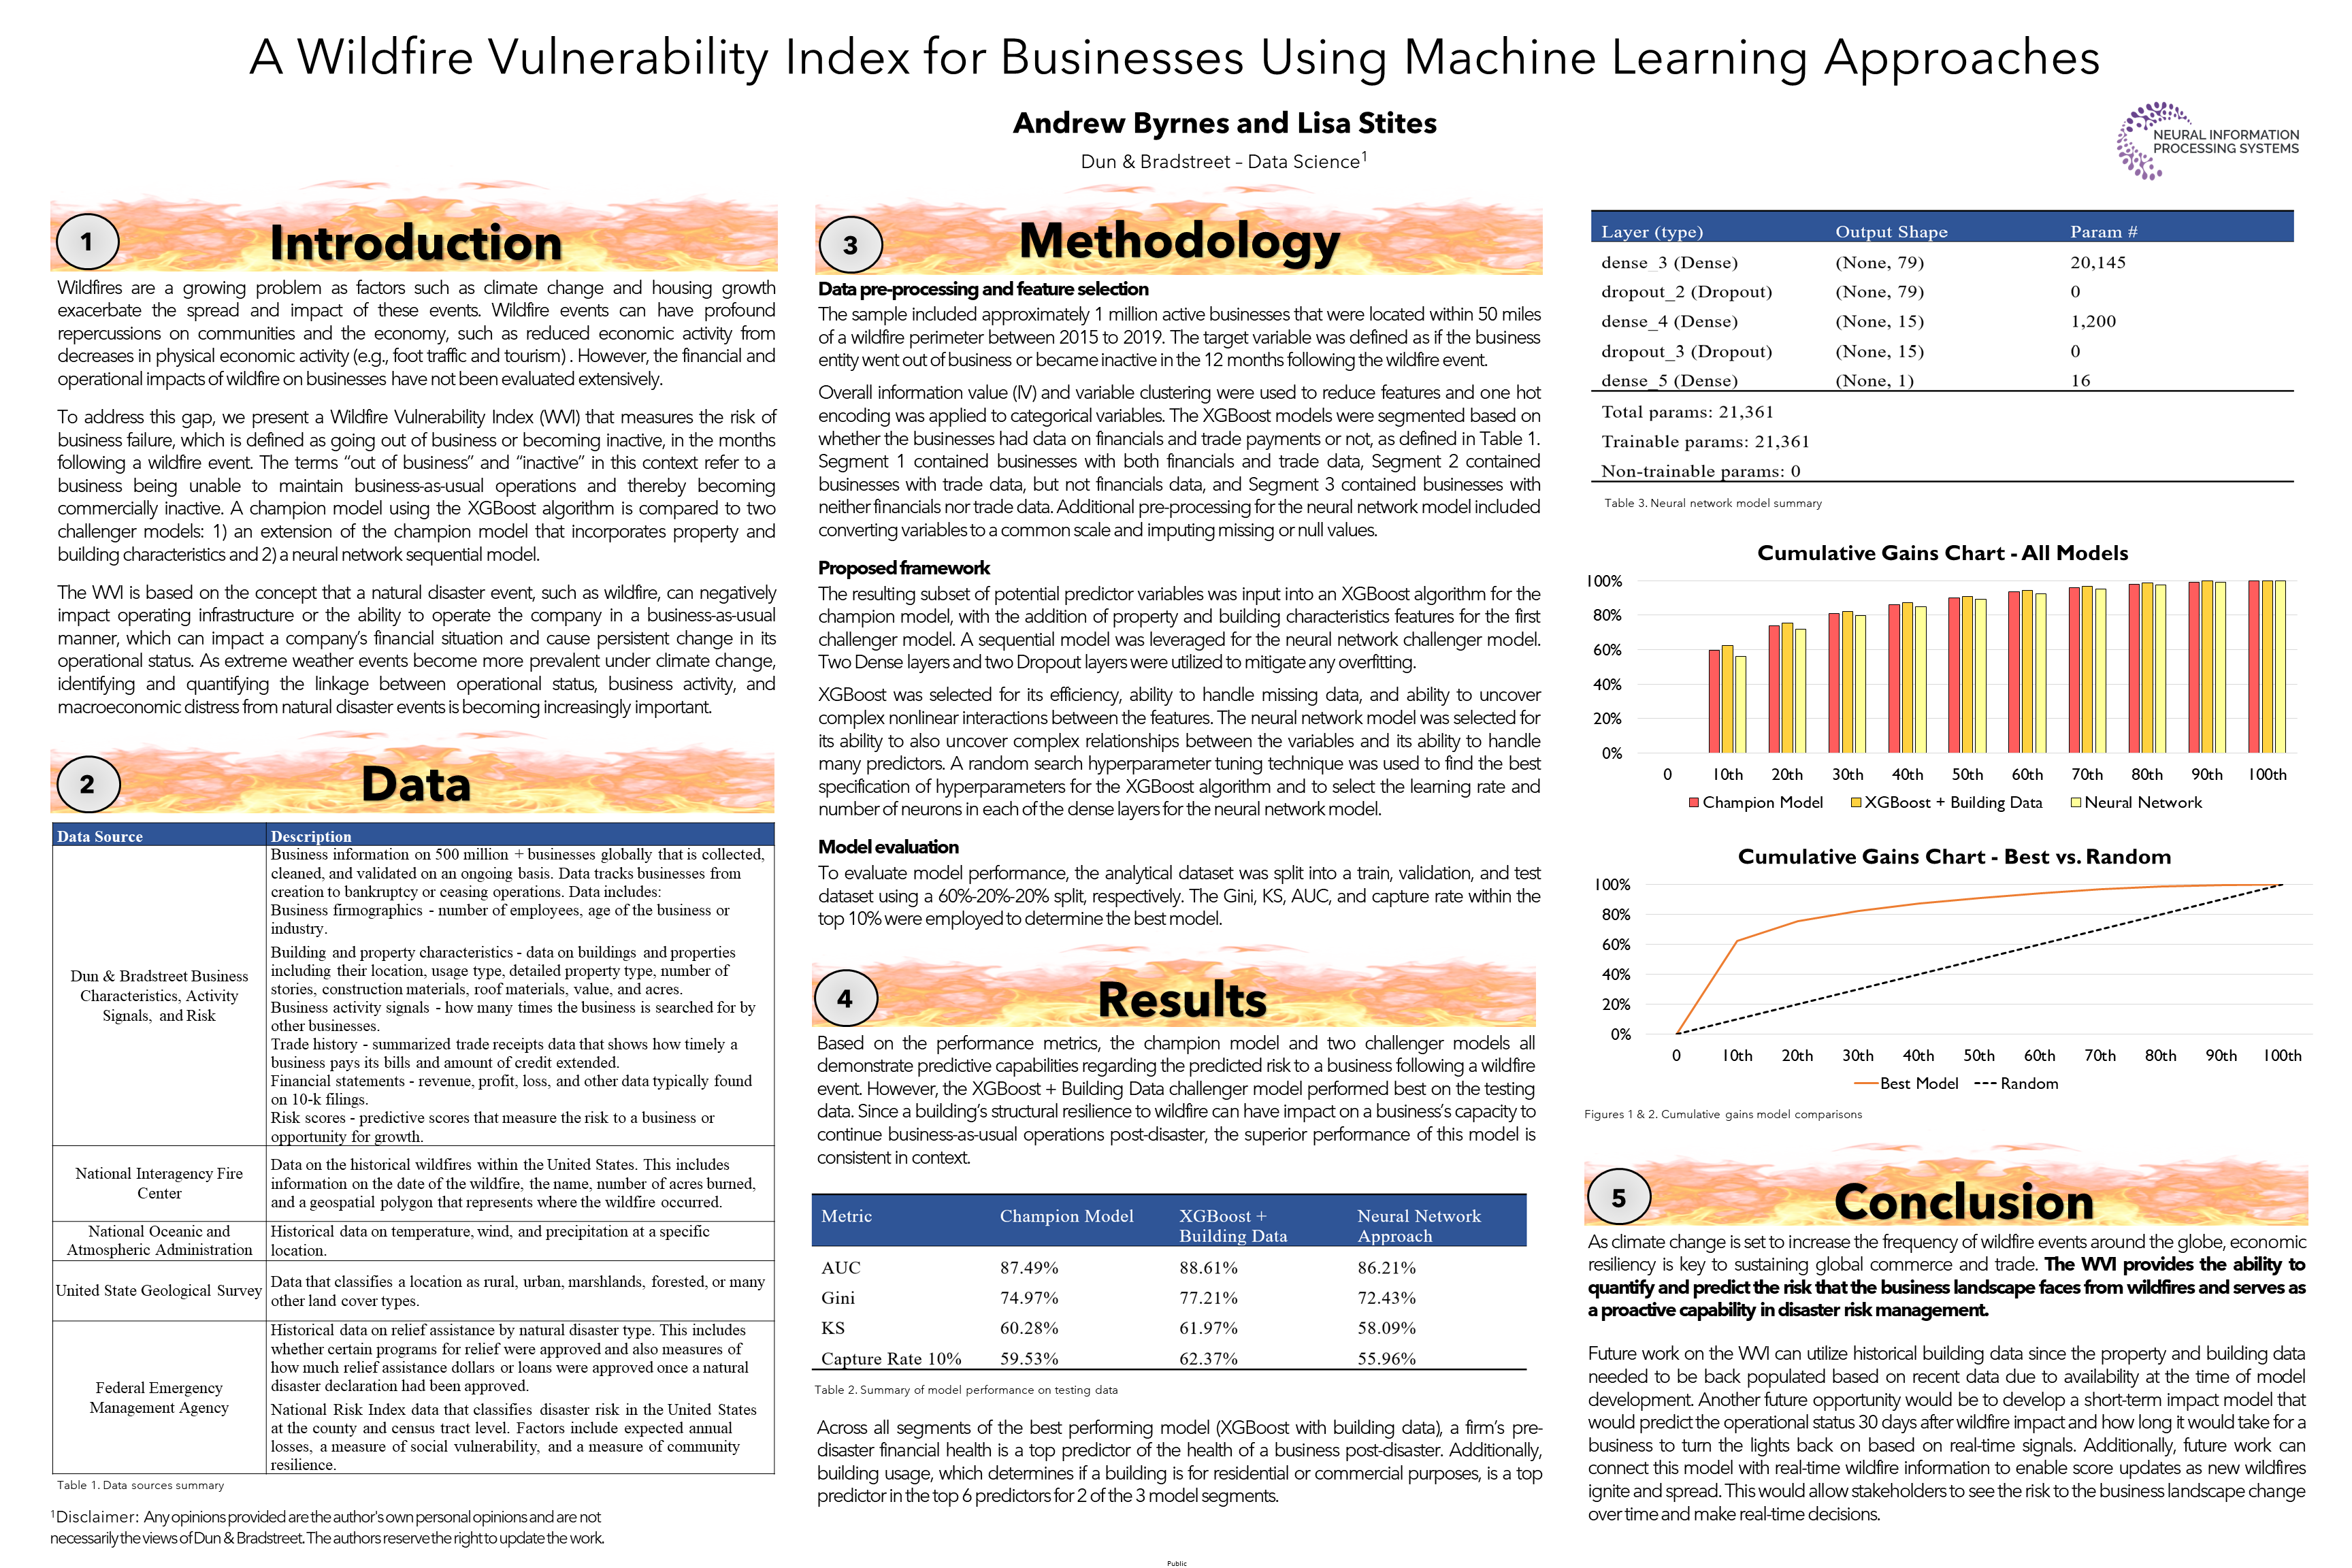 A Wildfire Vulnerability Index for Businesses Using Machine Learning Approaches
Andrew Byrnes and Lisa Stites
Dun & Bradstreet – Data Science1
NEURAL INFORMATION
PROCESSING SYSTEMS
1
Introduction
Wildfires are a growing problem as factors such as climate change and housing growth
exacerbate the spread and impact of these events. Wildfire events can have profound
repercussions on communities and the economy, such as reduced economic activity from
decreases in physical economic activity (e.g., foot traffic and tourism) . However, the financial and
operational impacts of wildfire on businesses have not been evaluated extensively.
To address this gap, we present a Wildfire Vulnerability Index (WVI) that measures the risk of
business failure, which is defined as going out of business or becoming inactive, in the months
following a wildfire event. The terms “out of business” and “inactive” in this context refer to a
business being unable to maintain business-as-usual operations and thereby becoming
commercially inactive. A champion model using the XGBoost algorithm is compared to two
challenger models: 1) an extension of the champion model that incorporates property and
building characteristics and 2) a neural network sequential model.
The WVI is based on the concept that a natural disaster event, such as wildfire, can negatively
impact operating infrastructure or the ability to operate the company in a business-as-usual
manner, which can impact a company’s financial situation and cause persistent change in its
operational status. As extreme weather events become more prevalent under climate change,
identifying and quantifying the linkage between operational status, business activity, and
macroeconomic distress from natural disaster events is becoming increasingly important.
2
Data
Data Source Description
Dun & Bradstreet Business
Characteristics, Activity
Signals, and Risk
Business information on 500 million + businesses globally that is collected,
cleaned, and validated on an ongoing basis. Data tracks businesses from
creation to bankruptcy or ceasing operations. Data includes:
Business firmographics - number of employees, age of the business or
industry.
Building and property characteristics - data on buildings and properties
including their location, usage type, detailed property type, number of
stories, construction materials, roof materials, value, and acres.
Business activity signals - how many times the business is searched for by
other businesses.
Trade history - summarized trade receipts data that shows how timely a
business pays its bills and amount of credit extended.
Financial statements - revenue, profit, loss, and other data typically found
on 10-k filings.
Risk scores - predictive scores that measure the risk to a business or
opportunity for growth.
National Interagency Fire
Center
Data on the historical wildfires within the United States. This includes
information on the date of the wildfire, the name, number of acres burned,
and a geospatial polygon that represents where the wildfire occurred.
National Oceanic and
Atmospheric Administration
Historical data on temperature, wind, and precipitation at a specific
location.
United State Geological Survey
Data that classifies a location as rural, urban, marshlands, forested, or many
other land cover types.
Federal Emergency
Management Agency
Historical data on relief assistance by natural disaster type. This includes
whether certain programs for relief were approved and also measures of
how much relief assistance dollars or loans were approved once a natural
disaster declaration had been approved.
National Risk Index data that classifies disaster risk in the United States
at the county and census tract level. Factors include expected annual
losses, a measure of social vulnerability, and a measure of community
resilience.
Table 1. Data sources summary
1Disclaimer: Any opinions provided are the author's own personal opinions and are not
necessarily the views of Dun & Bradstreet. The authors reserve the right to update the work.
3
Methodology
Data pre-processing and feature selection
The sample included approximately 1 million active businesses that were located within 50 miles
of a wildfire perimeter between 2015 to 2019. The target variable was defined as if the business
entity went out of business or became inactive in the 12 months following the wildfire event.
Overall information value (IV) and variable clustering were used to reduce features and one hot
encoding was applied to categorical variables. The XGBoost models were segmented based on
whether the businesses had data on financials and trade payments or not, as defined in Table 1.
Segment 1 contained businesses with both financials and trade data, Segment 2 contained
businesses with trade data, but not financials data, and Segment 3 contained businesses with
neither financials nor trade data. Additional pre-processing for the neural network model included
converting variables to a common scale and imputing missing or null values.
Proposed framework
The resulting subset of potential predictor variables was input into an XGBoost algorithm for the
champion model, with the addition of property and building characteristics features for the first
challenger model. A sequential model was leveraged for the neural network challenger model.
Two Dense layers and two Dropout layers were utilized to mitigate any overfitting.
XGBoost was selected for its efficiency, ability to handle missing data, and ability to uncover
complex nonlinear interactions between the features. The neural network model was selected for
its ability to also uncover complex relationships between the variables and its ability to handle
many predictors. A random search hyperparameter tuning technique was used to find the best
specification of hyperparameters for the XGBoost algorithm and to select the learning rate and
number of neurons in each of the dense layers for the neural network model.
Model evaluation
To evaluate model performance, the analytical dataset was split into a train, validation, and test
dataset using a 60%-20%-20% split, respectively. The Gini, KS, AUC, and capture rate within the
top 10% were employed to determine the best model.
4
Results
Based on the performance metrics, the champion model and two challenger models all
demonstrate predictive capabilities regarding the predicted risk to a business following a wildfire
event. However, the XGBoost + Building Data challenger model performed best on the testing
data. Since a building’s structural resilience to wildfire can have impact on a business’s capacity to
continue business-as-usual operations post-disaster, the superior performance of this model is
consistent in context.
Metric Champion Model XGBoost + Building Data Neural Network Approach
AUC 87.49% 88.61% 86.21%
Gini 74.97% 77.21% 72.43%
KS 60.28% 61.97% 58.09%
Capture Rate 10% 59.53% 62.37% 55.96%
Table 2. Summary of model performance on testing data
Across all segments of the best performing model (XGBoost with building data), a firm’s pre-
disaster financial health is a top predictor of the health of a business post-disaster. Additionally,
building usage, which determines if a building is for residential or commercial purposes, is a top
predictor in the top 6 predictors for 2 of the 3 model segments.
Layer (type) Output Shape Param #
dense_3 (Dense) (None, 79) 20,145
dropout_2 (Dropout) (None, 79) 0
dense_4 (Dense) (None, 15) 1,200
dropout_3 (Dropout) (None, 15) 0
dense_5 (Dense) (None, 1) 16
Total params: 21,361
Trainable params: 21,361
Non-trainable params: 0
Table 3. Neural network model summary
Cumulative Gains Chart - All Models
100%
80%
60%
40%
20%
0%
0 10th 20th 30th 40th 50th 60th 70th 80th 90th 100th
Champion Model XGBoost + Building Data Neural Network
Cumulative Gains Chart - Best vs. Random
100%
80%
60%
40%
20%
0%
0 10th 20th 30th 40th 50th 60th 70th 80th 90th 100th
Best Model Random
Figures 1 & 2. Cumulative gains model comparisons
5
Conclusion
As climate change is set to increase the frequency of wildfire events around the globe, economic
resiliency is key to sustaining global commerce and trade. The WVI provides the ability to
quantify and predict the risk that the business landscape faces from wildfires and serves as
a proactive capability in disaster risk management.
Future work on the WVI can utilize historical building data since the property and building data
needed to be back populated based on recent data due to availability at the time of model
development. Another future opportunity would be to develop a short-term impact model that
would predict the operational status 30 days after wildfire impact and how long it would take for a
business to turn the lights back on based on real-time signals. Additionally, future work can
connect this model with real-time wildfire information to enable score updates as new wildfires
ignite and spread. This would allow stakeholders to see the risk to the business landscape change
over time and make real-time decisions.
Public